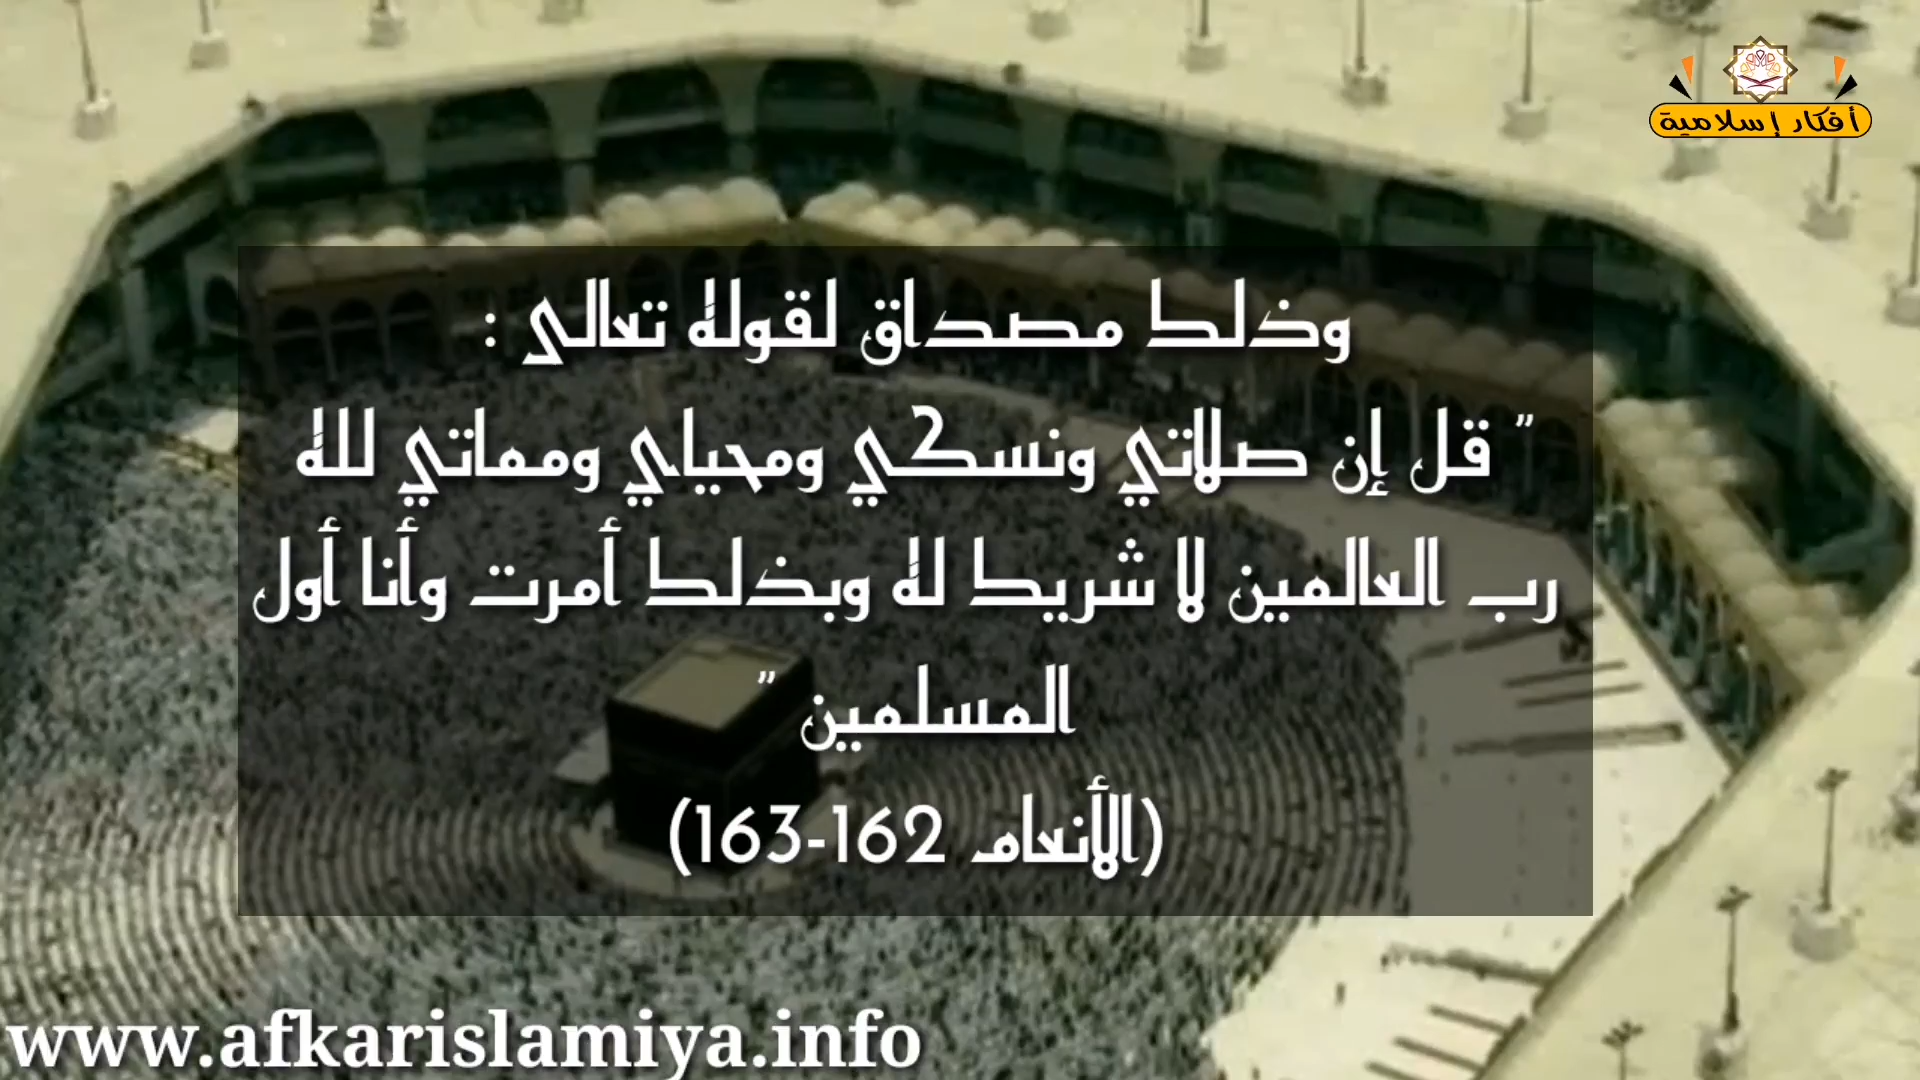 أفكار إسلامية
وذلك مصداق لقوله تعالى :
" قل إن صلاتي ونسكي ومحياي ومماتي لله
رب العالمين لا شريك له وبذلك أمرت وأنا أول
المسلمين "
(الأنعام 162-163)
www.afkarislamiya.info